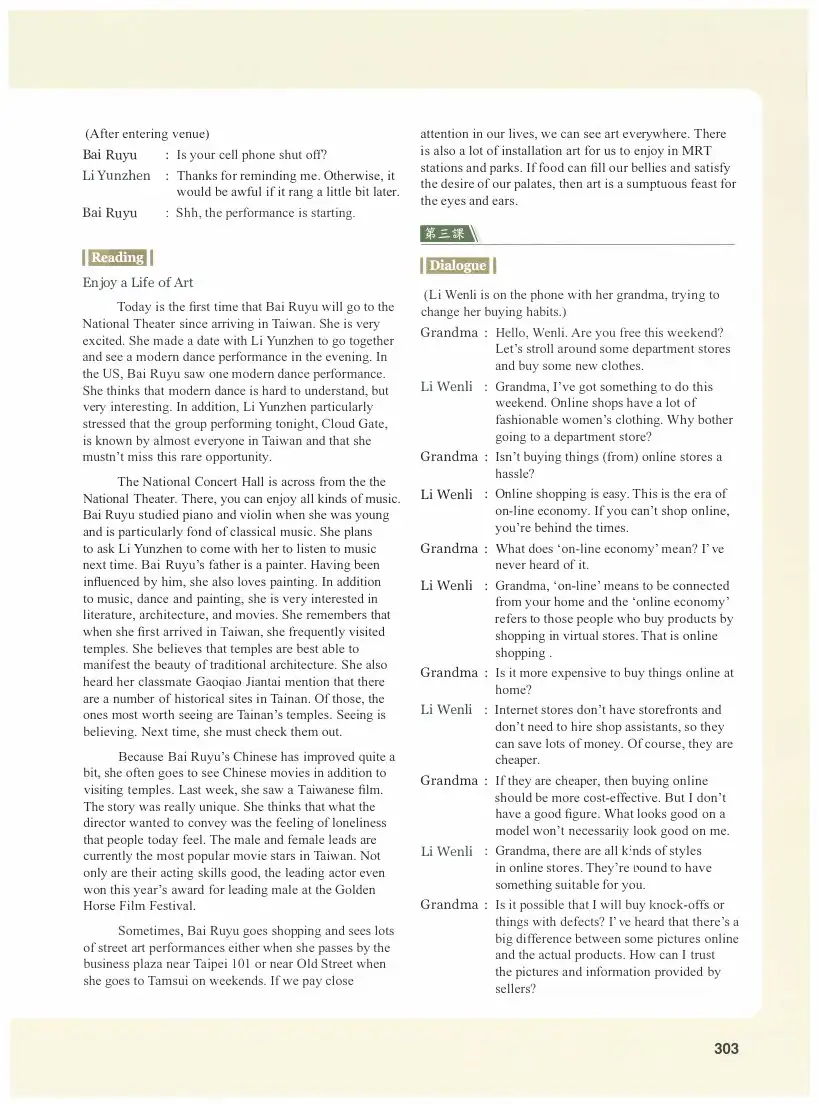 (After entering venue)
Bai Ruyu : Is your cell phone shut off?
Li Yunzhen : Thanks for reminding me. Otherwise, it
would be awful if it rang a little bit later.
Bai Ruyu : Shh, the performance is starting.
Reading
Enjoy a Life of Art
Today is the first time that Bai Ruyu will go to the
National Theater since arriving in Taiwan. She is very
excited. She made a date with Li Yunzhen to go together
and see a modern dance performance in the evening. In
the US, Bai Ruyu saw one modern dance performance.
She thinks that modern dance is hard to understand, but
very interesting. In addition, Li Yunzhen particularly
stressed that the group performing tonight, Cloud Gate,
is known by almost everyone in Taiwan and that she
mustn't miss this rare opportunity.
The National Concert Hall is across from the the
National Theater. There, you can enjoy all kinds of music.
Bai Ruyu studied piano and violin when she was young
and is particularly fond of classical music. She plans
to ask Li Yunzhen to come with her to listen to music
next time. Bai Ruyu's father is a painter. Having been
influenced by him, she also loves painting. In addition
to music, dance and painting, she is very interested in
literature, architecture, and movies. She remembers that
when she first arrived in Taiwan, she frequently visited
temples. She believes that temples are best able to
manifest the beauty of traditional architecture. She also
heard her classmate Gaoqiao Jiantai mention that there
are a number of historical sites in Tainan. Of those, the
ones most worth seeing are Tainan's temples. Seeing is
believing. Next time, she must check them out.
Because Bai Ruyu's Chinese has improved quite a
bit, she often goes to see Chinese movies in addition to
visiting temples. Last week, she saw a Taiwanese film.
The story was really unique. She thinks that what the
director wanted to convey was the feeling of loneliness
that people today feel. The male and female leads are
currently the most popular movie stars in Taiwan. Not
only are their acting skills good, the leading actor even
won this year's award for leading male at the Golden
Horse Film Festival.
Sometimes, Bai Ruyu goes shopping and sees lots
of street art performances either when she passes by the
business plaza near Taipei 101 or near Old Street when
she goes to Tamsui on weekends. If we pay close
attention in our lives, we can see art everywhere. There
is also a lot of installation art for us to enjoy in MRT
stations and parks. If food can fill our bellies and satisfy
the desire of our palates, then art is a sumptuous feast for
the eyes and ears.
第三課
Dialogue
(Li Wenli is on the phone with her grandma, trying to
change her buying habits.)
Grandma : Hello, Wenli. Are you free this weekend?
Let's stroll around some department stores
and buy some new clothes.
Li Wenli : Grandma, I've got something to do this
weekend. Online shops have a lot of
fashionable women's clothing. Why bother
going to a department store?
Grandma : Isn't buying things (from) online stores a
hassle?
Li Wenli : Online shopping is easy. This is the era of
on-line economy. If you can't shop online,
you're behind the times.
Grandma : What does 'on-line economy' mean? I've
never heard of it.
Li Wenli : Grandma, 'on-line' means to be connected
from your home and the 'online economy'
refers to those people who buy products by
shopping in virtual stores. That is online
shopping .
Grandma : Is it more expensive to buy things online at
home?
Li Wenli : Internet stores don't have storefronts and
don't need to hire shop assistants, so they
can save lots of money. Of course, they are
cheaper.
Grandma : If they are cheaper, then buying online
should be more cost-effective. But I don't
have a good figure. What looks good on a
model won't necessarily look good on me.
Li Wenli : Grandma, there are all kinds of styles
in online stores. They're bound to have
something suitable for you.
Grandma : Is it possible that I will buy knock-offs or
things with defects? I've heard that there's a
big difference between some pictures online
and the actual products. How can I trust
the pictures and information provided by
sellers?
303